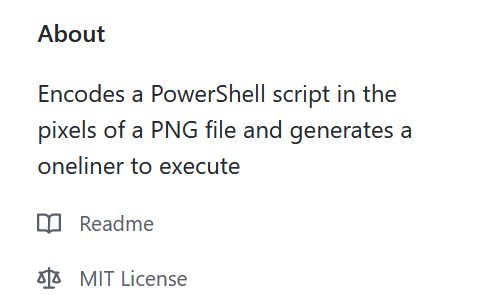 About
Encodes a PowerShell script in the
pixels of a PNG file and generates a
oneliner to execute
Readme
MIT License